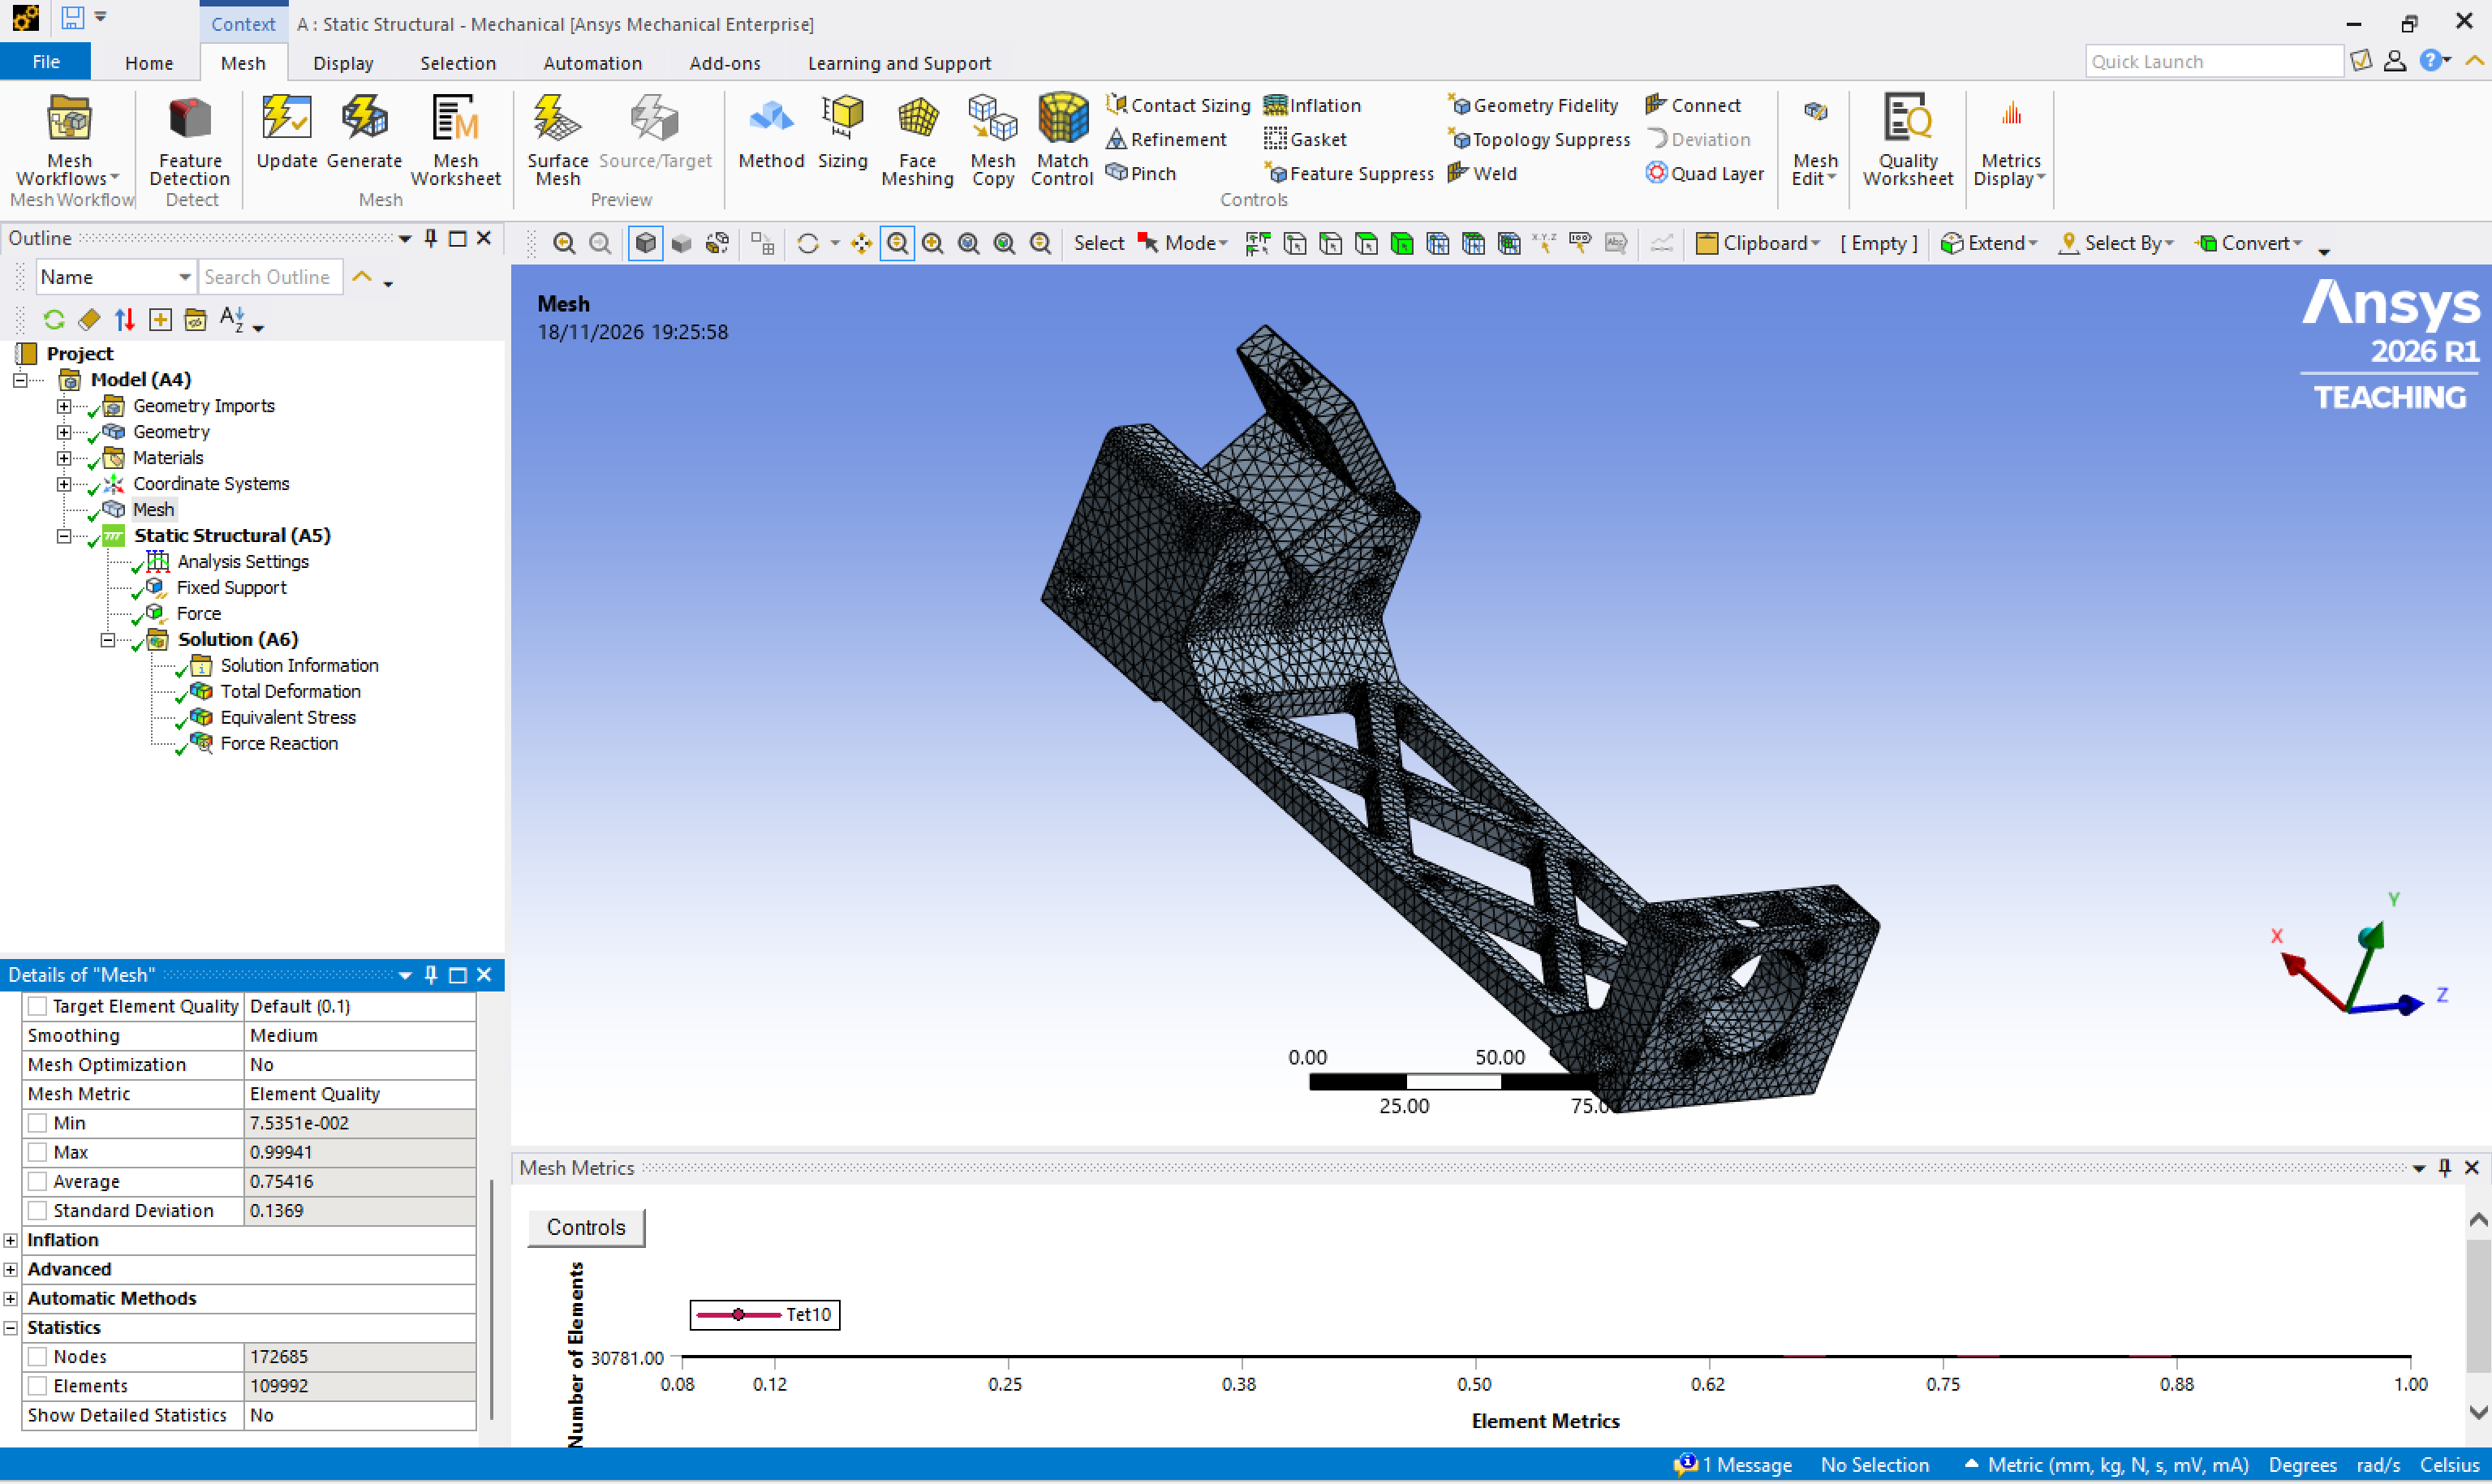 Context
A : Static Structural - Mechanical [Ansys Mechanical Enterprise]
File
Home
Mesh
Display
Selection
Automation
Add-ons
Learning and Support
Quick Launch
Mesh Workflows
Mesh Workflow
Feature Detection
Detect
Update
Generate
Mesh Worksheet
Mesh
Surface Mesh
Source/Target
Preview
Method
Sizing
Face Meshing
Mesh Copy
Match Control
Contact Sizing
Refinement
Pinch
Inflation
Gasket
Feature Suppress
Geometry Fidelity
Topology Suppress
Weld
Connect
Deviation
Quad Layer
Controls
Mesh Edit
Quality Worksheet
Metrics Display
Outline
Name
Search Outline
Select
Mode
Clipboard
[ Empty ]
Extend
Select By
Convert
Project
Model (A4)
Geometry Imports
Geometry
Materials
Coordinate Systems
Mesh
Static Structural (A5)
Analysis Settings
Fixed Support
Force
Solution (A6)
Solution Information
Total Deformation
Equivalent Stress
Force Reaction
Details of "Mesh"
Target Element Quality Default (0.1)
Smoothing Medium
Mesh Optimization No
Mesh Metric Element Quality
Min 7.5351e-002
Max 0.99941
Average 0.75416
Standard Deviation 0.1369
Inflation
Advanced
Automatic Methods
Statistics
Nodes 172685
Elements 109992
Show Detailed Statistics No
Mesh
18/11/2026 19:25:58
Ansys
2026 R1
TEACHING
Y
X
Z
0.00 50.00
25.00
Mesh Metrics
Controls
Tet10
Number of Elements
30781.00
0.08 0.12 0.25 0.38 0.50 0.62 0.75 0.88 1.00
Element Metrics
1 Message
No Selection
Metric (mm, kg, N, s, mV, mA)
Degrees
rad/s
Celsius